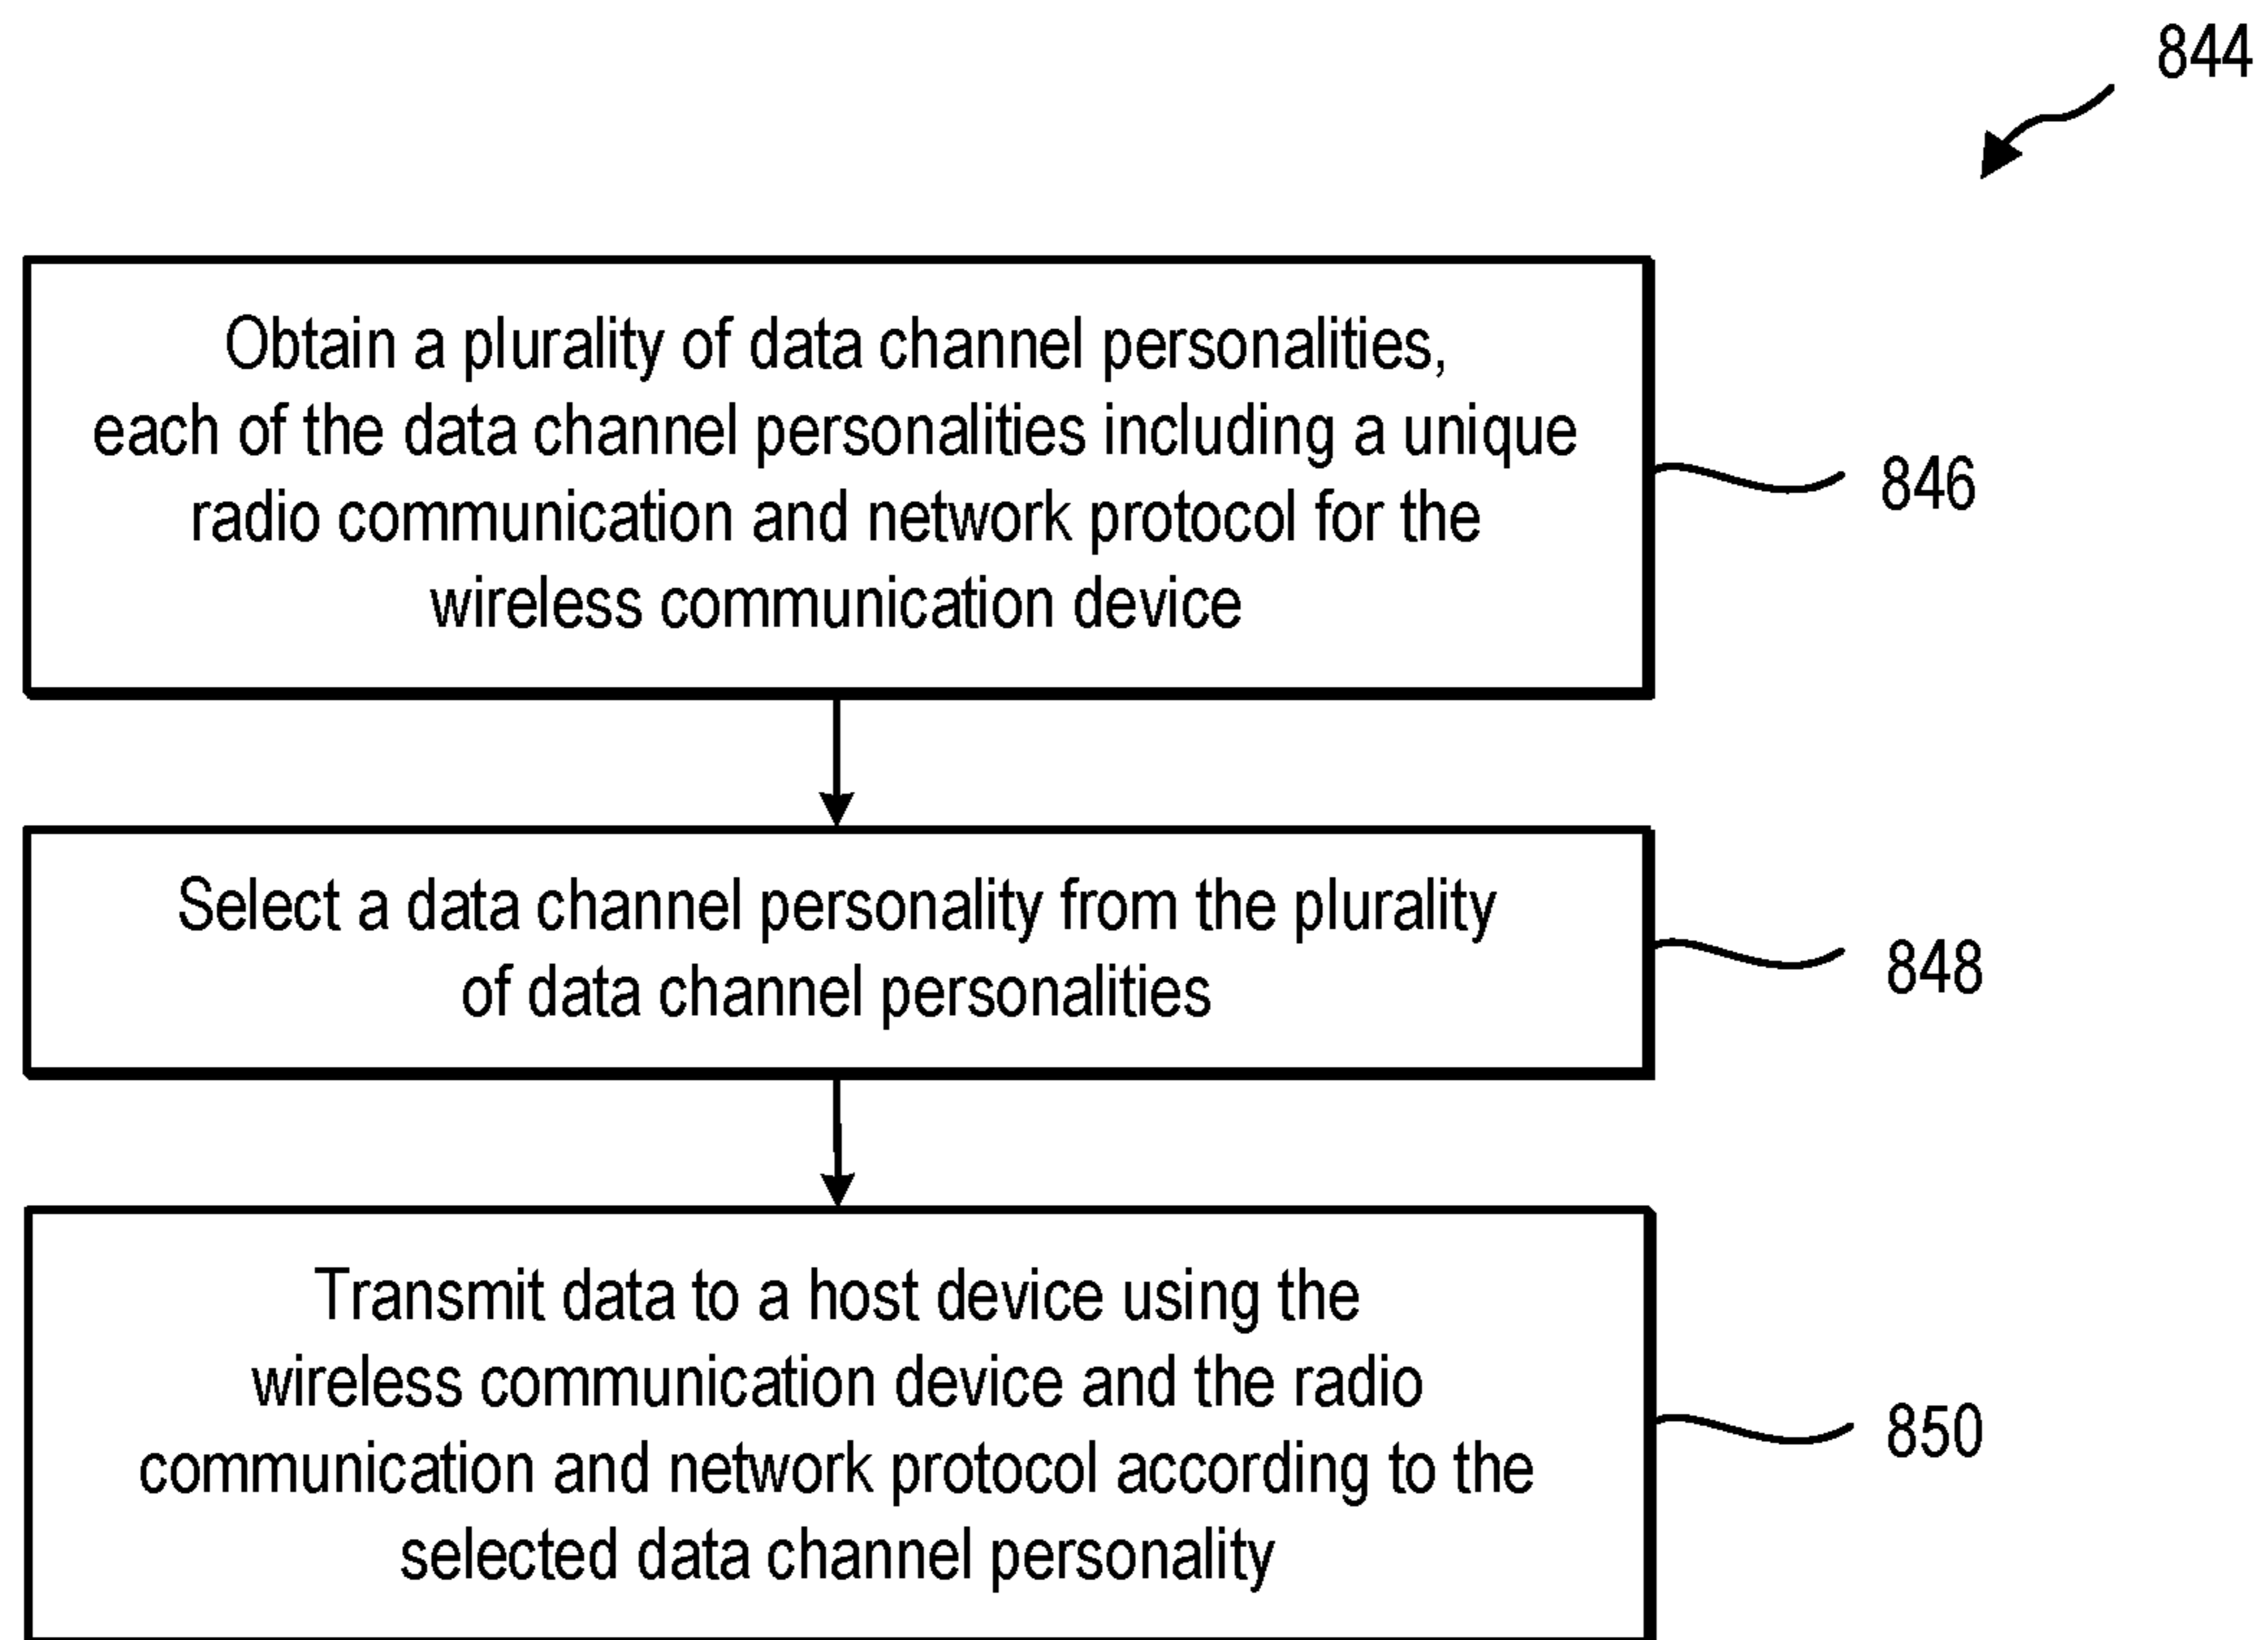 844
Obtain a plurality of data channel personalities,
each of the data channel personalities including a unique
radio communication and network protocol for the
wireless communication device
846
Select a data channel personality from the plurality
of data channel personalities
848
Transmit data to a host device using the
wireless communication device and the radio
communication and network protocol according to the
selected data channel personality
850